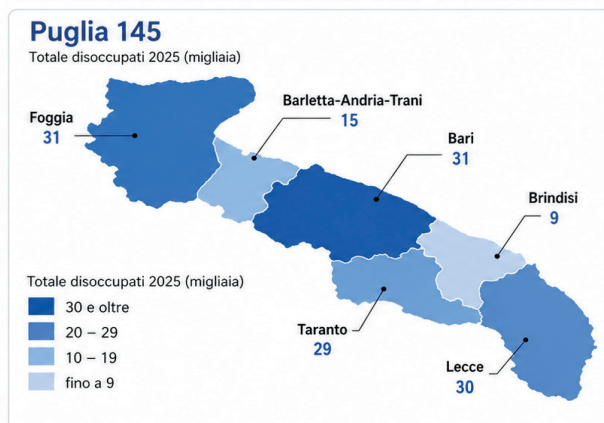 Puglia 145
Totale disoccupati 2025 (migliaia)
Foggia
31
Barletta-Andria-Trani
15
Bari
31
Brindisi
9
Taranto
29
Lecce
30
Totale disoccupati 2025 (migliaia)
30 e oltre
20 – 29
10 – 19
fino a 9